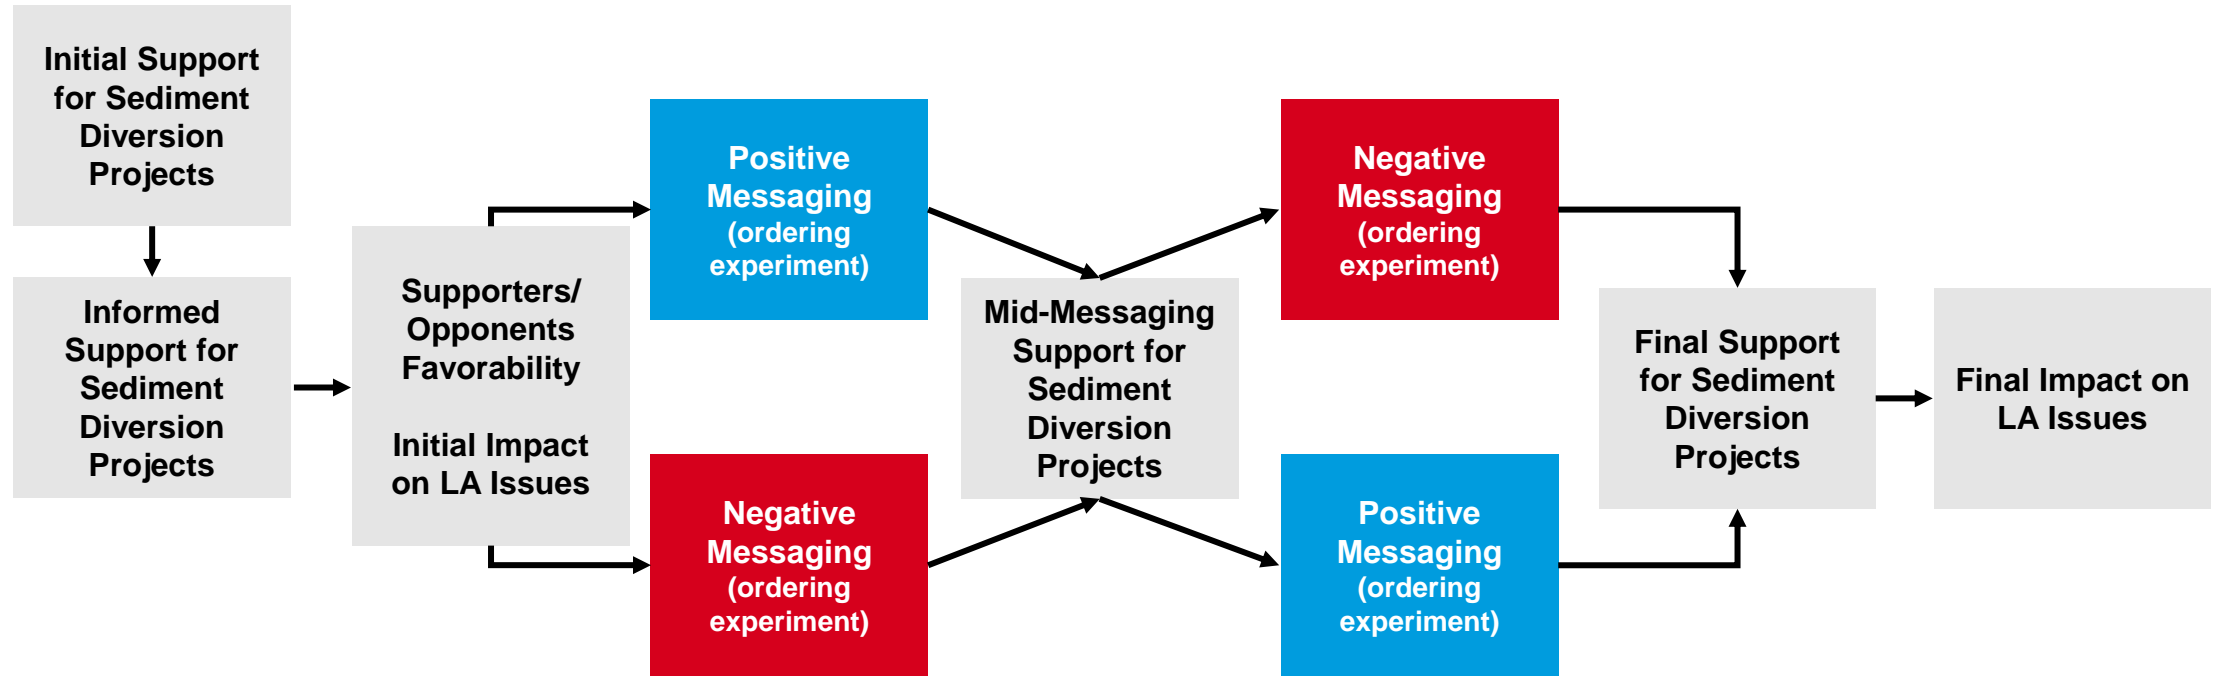 Initial Support
for Sediment
Diversion
Projects
Informed
Support for
Sediment
Diversion
Projects
Supporters/
Opponents
Favorability
Initial Impact
on LA Issues
Positive
Messaging
(ordering
experiment)
Negative
Messaging
(ordering
experiment)
Mid-Messaging
Support for
Sediment
Diversion
Projects
Negative
Messaging
(ordering
experiment)
Positive
Messaging
(ordering
experiment)
Final Support
for Sediment
Diversion
Projects
Final Impact on
LA Issues